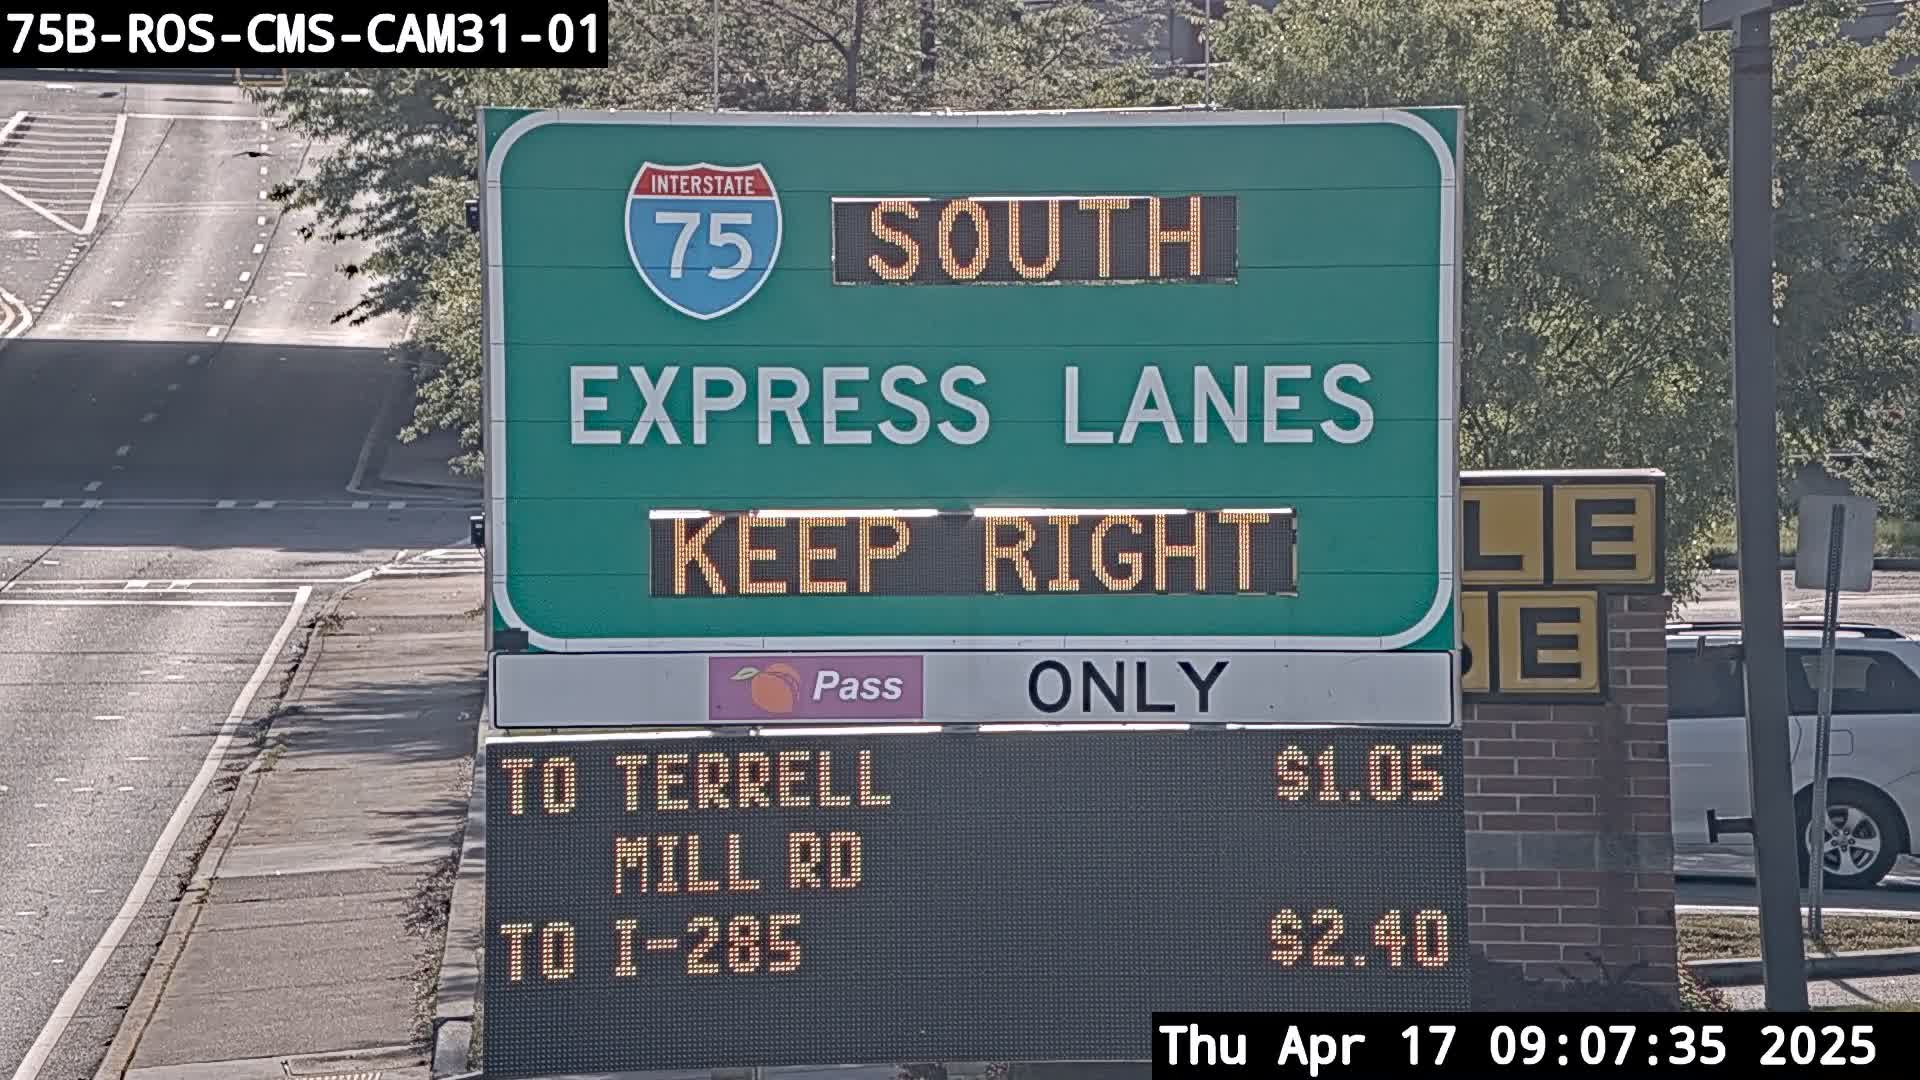 75B-ROS-CMS-CAM31-01
INTERSTATE
75
SOUTH
EXPRESS LANES
KEEP RIGHT
Pass ONLY
TO TERRELL $1.05
MILL RD
TO I-285 $2.40
LE
E
Thu Apr 17 09:07:35 2025